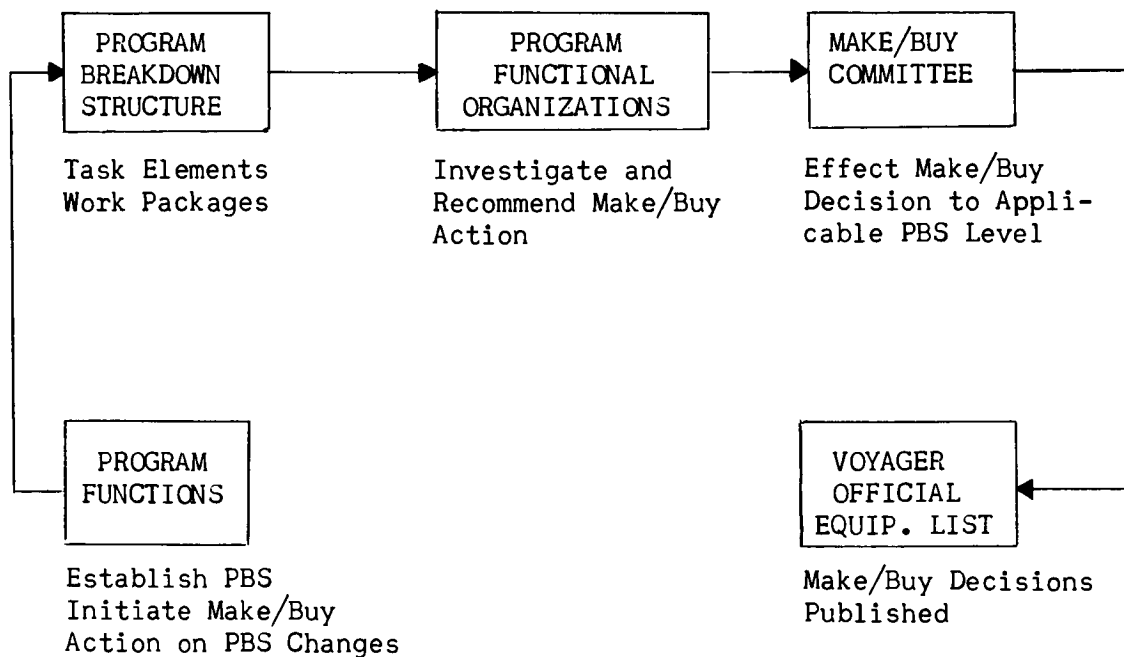 PROGRAM
BREAKDOWN
STRUCTURE
Task Elements
Work Packages
PROGRAM
FUNCTIONAL
ORGANIZATIONS
Investigate and
Recommend Make/Buy
Action
MAKE/BUY
COMMITTEE
Effect Make/Buy
Decision to Appli-
cable PBS Level
PROGRAM
FUNCTIONS
Establish PBS
Initiate Make/Buy
Action on PBS Changes
VOYAGER
OFFICIAL
EQUIP. LIST
Make/Buy Decisions
Published